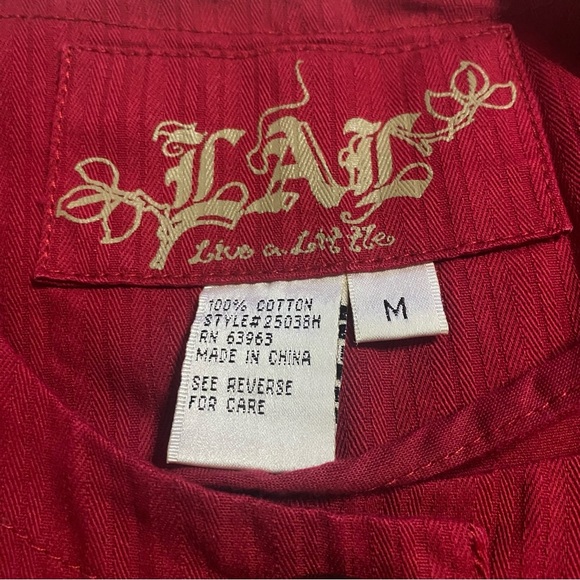 LAL
Live a Little
M
100% COTTON
STYLE# 25038H
RN 63963
MADE IN CHINA
SEE REVERSE
FOR CARE